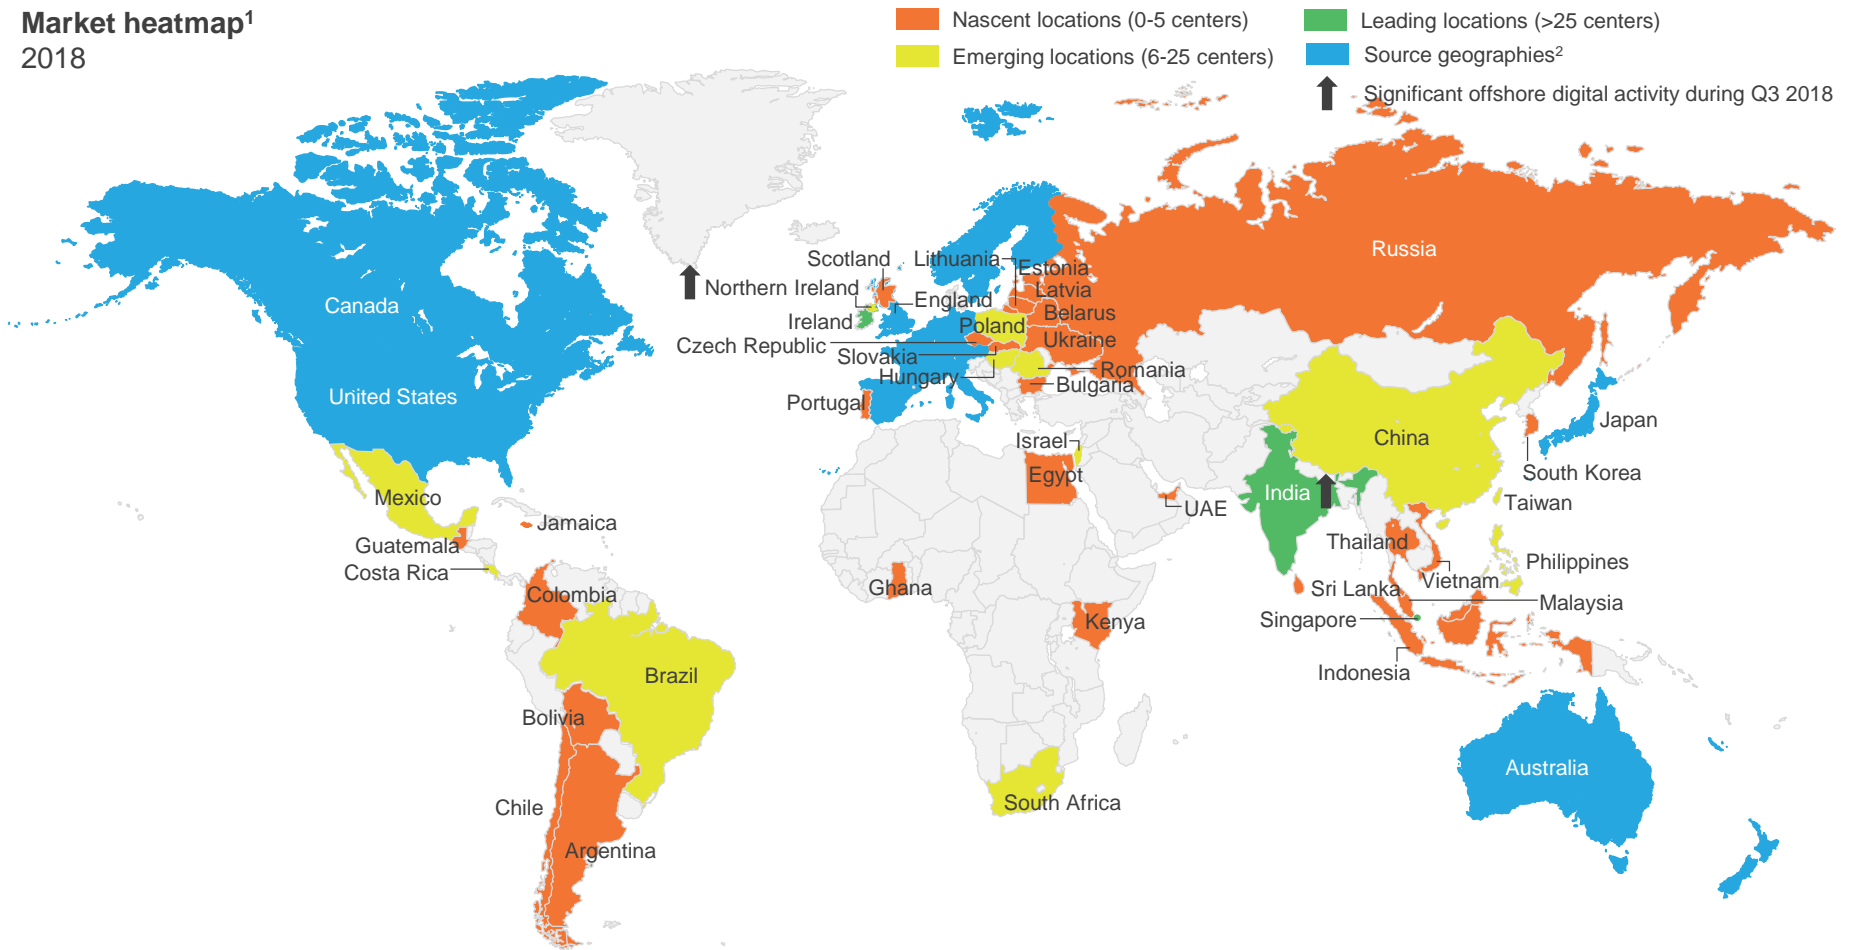 Market heatmap¹
2018
Nascent locations (0-5 centers)
Leading locations (>25 centers)
Emerging locations (6-25 centers)
Source geographies²
Significant offshore digital activity during Q3 2018
Russia
Scotland
Lithuania
Estonia
Northern Ireland
Latvia
Canada
England
Belarus
Ireland
Poland
Czech Republic
Ukraine
Slovakia
Hungary
Romania
Bulgaria
United States
Portugal
Japan
China
Israel
Egypt
South Korea
Mexico
India
UAE
Taiwan
Jamaica
Guatemala
Thailand
Costa Rica
Philippines
Vietnam
Ghana
Sri Lanka
Colombia
Malaysia
Singapore
Kenya
Indonesia
Brazil
Bolivia
Australia
South Africa
Chile
Argentina